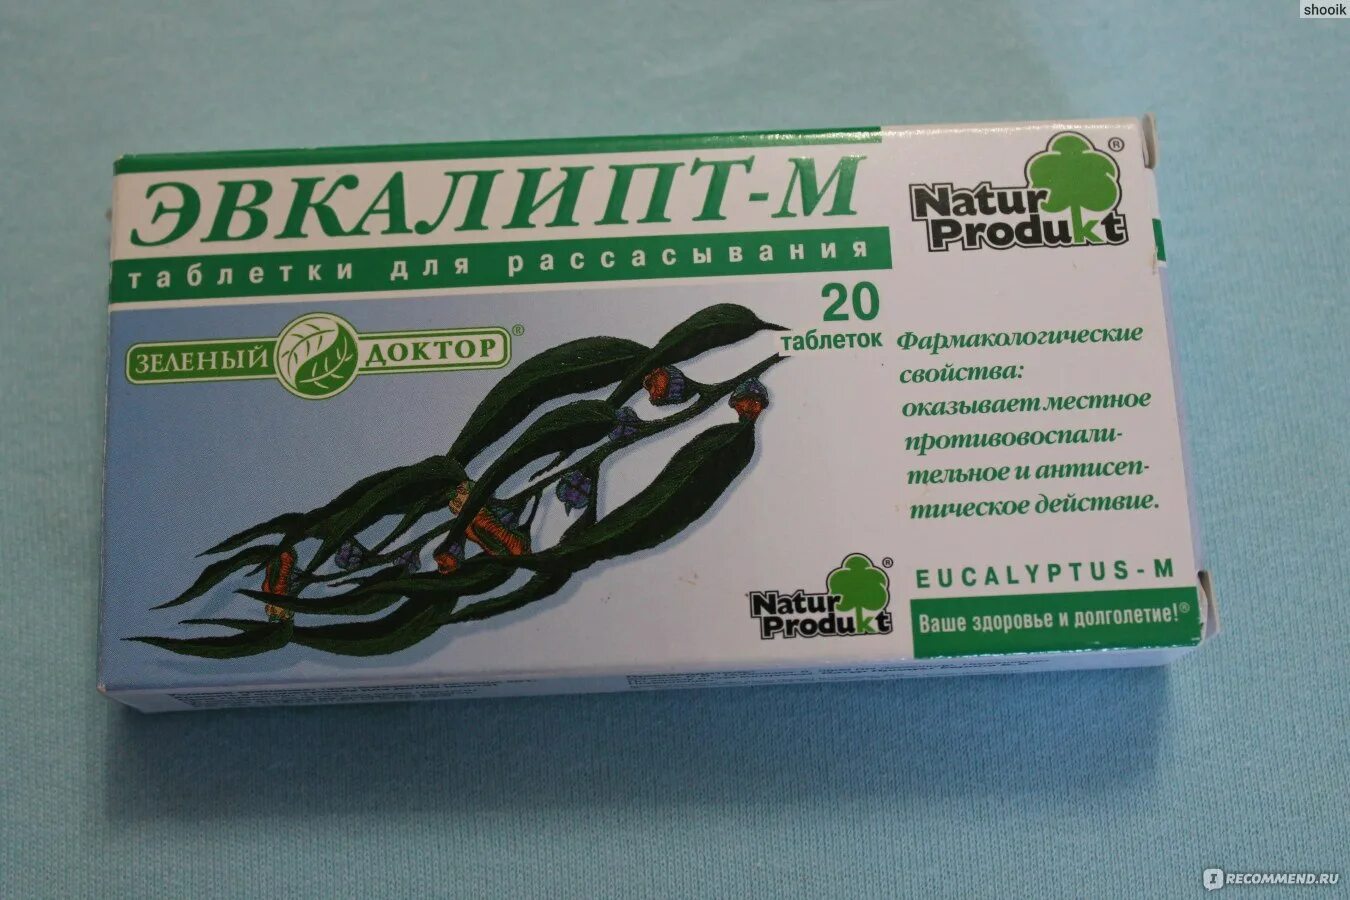 shooik
ЭВКАЛИПТ-М
таблетки для рассасывания
Natur
Produkt
®
ЗЕЛЕНЫЙ ДОКТОР ®
20
таблеток
Фармакологические
свойства:
оказывает местное
противовоспали-
тельное и антисеп-
тическое действие.
Natur
Produkt
®
EUCALYPTUS - M
Ваше здоровье и долголетие!®
IRECOMMEND.RU